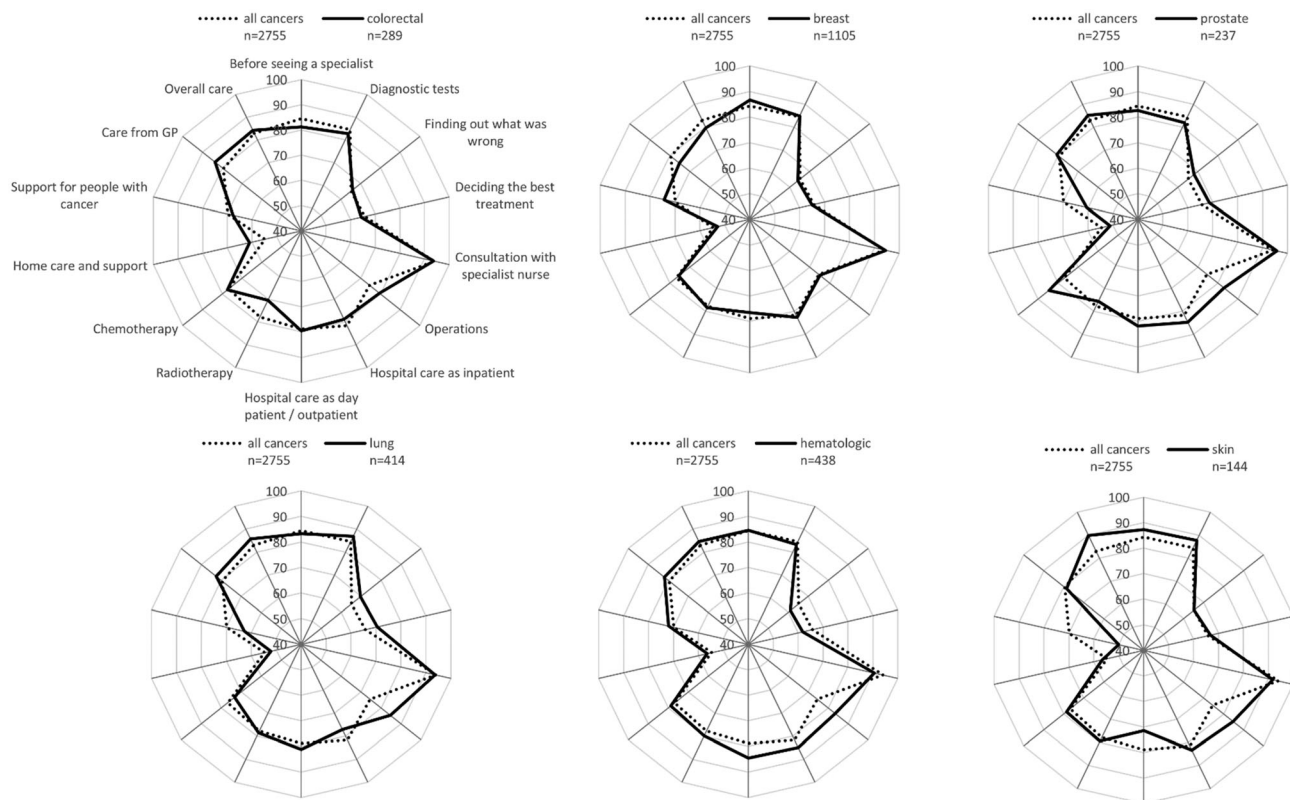 all cancers colorectal
n=2755 n=289
Before seeing a specialist
100
90
80
70
60
50
40
Diagnostic tests
Finding out what was
wrong
Deciding the best
treatment
Consultation with
specialist nurse
Operations
Hospital care as inpatient
Hospital care as day
patient / outpatient
Radiotherapy
Chemotherapy
Home care and support
Support for people with
cancer
Care from GP
Overall care
all cancers breast
n=2755 n=1105
100
90
80
70
60
50
40
all cancers prostate
n=2755 n=237
100
90
80
70
60
50
40
all cancers lung
n=2755 n=414
100
90
80
70
60
50
40
all cancers hematologic
n=2755 n=438
100
90
80
70
60
50
40
all cancers skin
n=2755 n=144
100
90
80
70
60
50
40